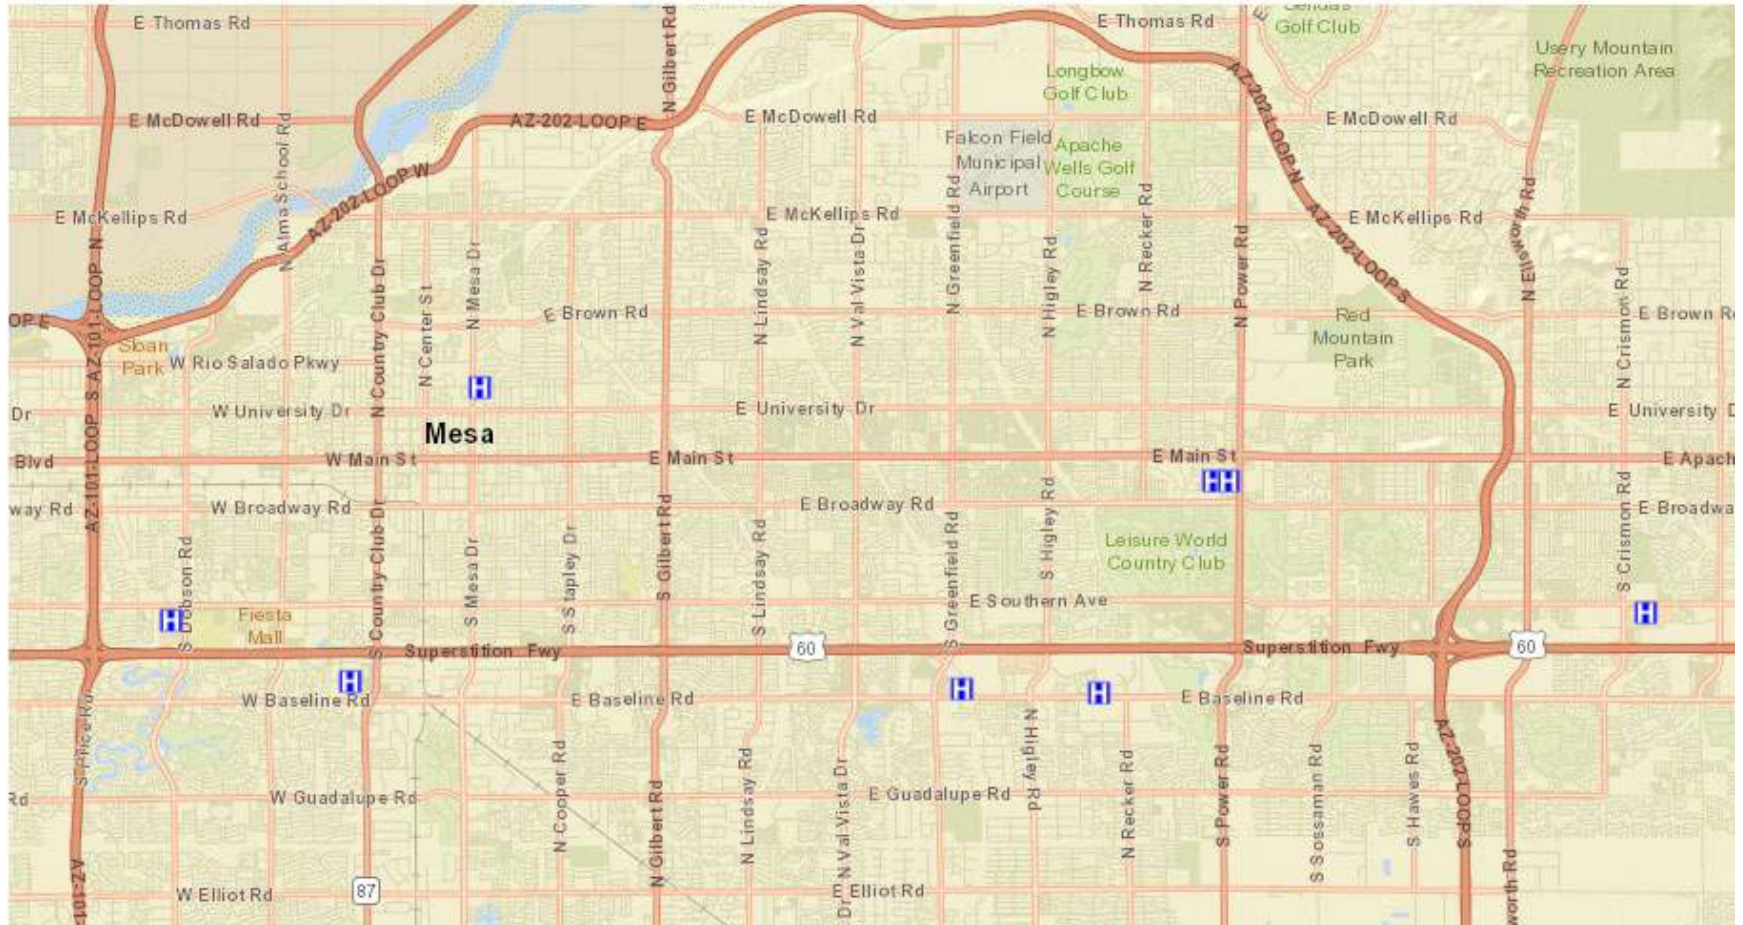 E Thomas Rd
N Gilbert Rd
E Thomas Rd
Golf Club
Usery Mountain
Recreation Area
Longbow
Golf Club
AZ-202-LOOP N
E McDowell Rd
N Alma School Rd
AZ-202-LOOP E
E McDowell Rd
E McDowell Rd
Falcon Field
Municipal
Airport
Apache
Wells Golf
Course
AZ-202-LOOP W
E McKellips Rd
E McKellips Rd
E McKellips Rd
N Greenfield Rd
N Recker Rd
AZ-202-LOOP S
N Ellsworth Rd
AZ-101-LOOP N
N Country Club Dr
N Center St
N Mesa Dr
N Lindsay Rd
N Val Vista Dr
N Higley Rd
N Power Rd
N Crismon Rd
OP E
E Brown Rd
E Brown Rd
E Brown R
Red
Mountain
Park
Sloan
Park
W Rio Salado Pkwy
H
Dr
W University Dr
E University Dr
E University D
Mesa
AZ-101-LOOP S
Blvd
W Main St
E Main St
E Main St
E Apach
H H
way Rd
W Broadway Rd
E Broadway Rd
E Broadwa
S Dobson Rd
S Country Club Dr
S Mesa Dr
S Stapley Dr
S Gilbert Rd
S Lindsay Rd
S Greenfield Rd
S Higley Rd
S Crismon Rd
Leisure World
Country Club
E Southern Ave
H
Fiesta
Mall
H
Superstition Fwy
60
Superstition Fwy
60
H
H
H
W Baseline Rd
E Baseline Rd
E Baseline Rd
S Price Rd
N Cooper Rd
N Gilbert Rd
N Lindsay Rd
N Val Vista Dr
N Higley Rd
N Recker Rd
S Power Rd
S Sossaman Rd
S Hawes Rd
AZ-202-LOOP S
Rd
W Guadalupe Rd
E Guadalupe Rd
AZ-101
W Elliot Rd
87
E Elliot Rd
Dr
worth Rd